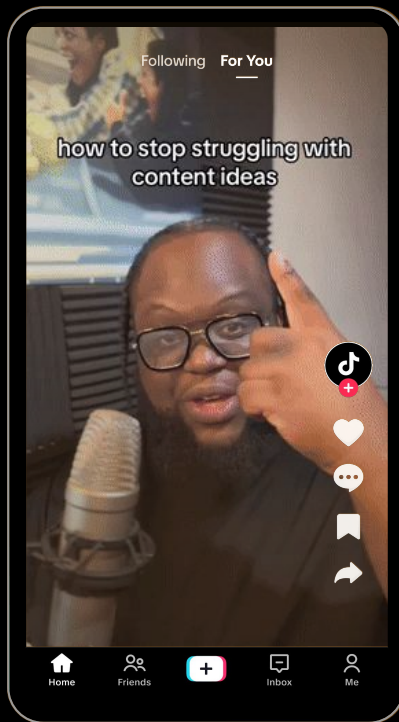 Following For You
how to stop struggling with
content ideas
Home Friends Inbox Me